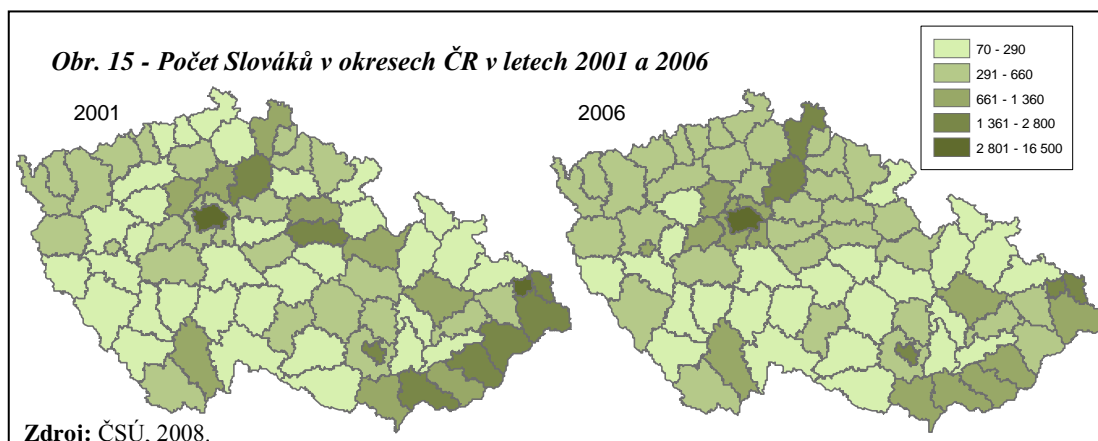 Obr. 15 - Počet Slováků v okresech ČR v letech 2001 a 2006
70 - 290
291 - 660
661 - 1 360
1 361 - 2 800
2 801 - 16 500
2001
2006
Zdroj: ČSÚ, 2008.